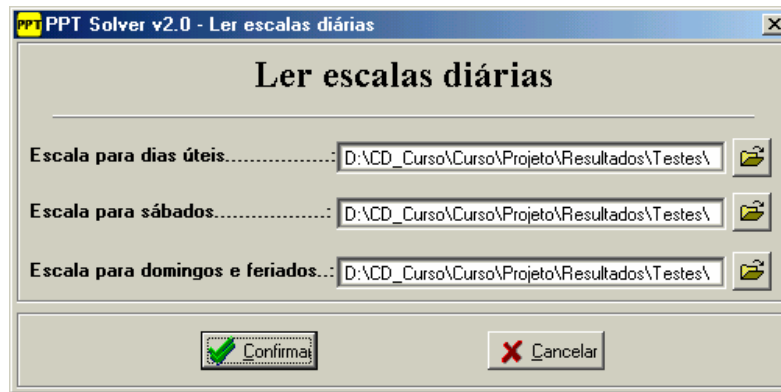 PPT PPT Solver v2.0 - Ler escalas diárias
Ler escalas diárias
Escala para dias úteis.................: D:\CD_Curso\Curso\Projeto\Resultados\Testes\
Escala para sábados..................: D:\CD_Curso\Curso\Projeto\Resultados\Testes\
Escala para domingos e feriados..: D:\CD_Curso\Curso\Projeto\Resultados\Testes\
Confirmar Cancelar